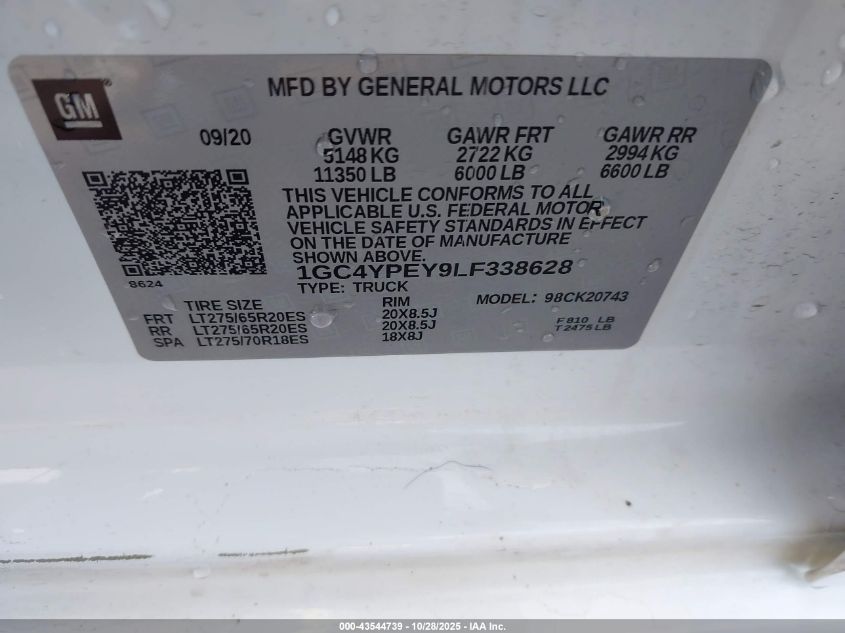 GM
MFD BY GENERAL MOTORS LLC
09/20 GVWR GAWR FRT GAWR RR
5148 KG 2722 KG 2994 KG
11350 LB 6000 LB 6600 LB
THIS VEHICLE CONFORMS TO ALL
APPLICABLE U.S. FEDERAL MOTOR
VEHICLE SAFETY STANDARDS IN EFFECT
ON THE DATE OF MANUFACTURE
SHOWN ABOVE.
1GC4YPEY9LF338628
8624 TYPE: TRUCK MODEL: 98CK20743
TIRE SIZE RIM
FRT LT275/65R20ES 20X8.5J F 810 LB
RR LT275/65R20ES 20X8.5J T 2475 LB
SPA LT275/70R18ES 18X8J
000-43544739 | 10/28/2025 - IAA Inc.